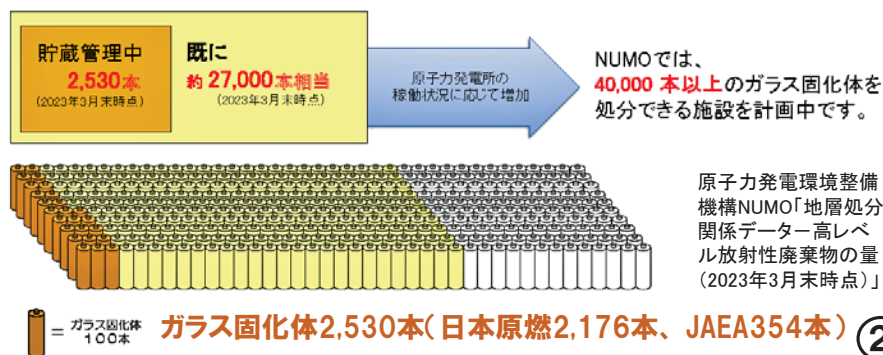 貯蔵管理中
2,530本
(2023年3月末時点)
既に
約 27,000本相当
(2023年3月末時点)
原子力発電所の
稼働状況に応じて増加
NUMOでは、
40,000 本以上のガラス固化体を
処分できる施設を計画中です。
原子力発電環境整備
機構NUMO「地層処分
関係データー高レベ
ル放射性廃棄物の量
(2023年3月末時点)」
= ガラス固化体
100本
ガラス固化体2,530本(日本原燃2,176本、JAEA354本)
②